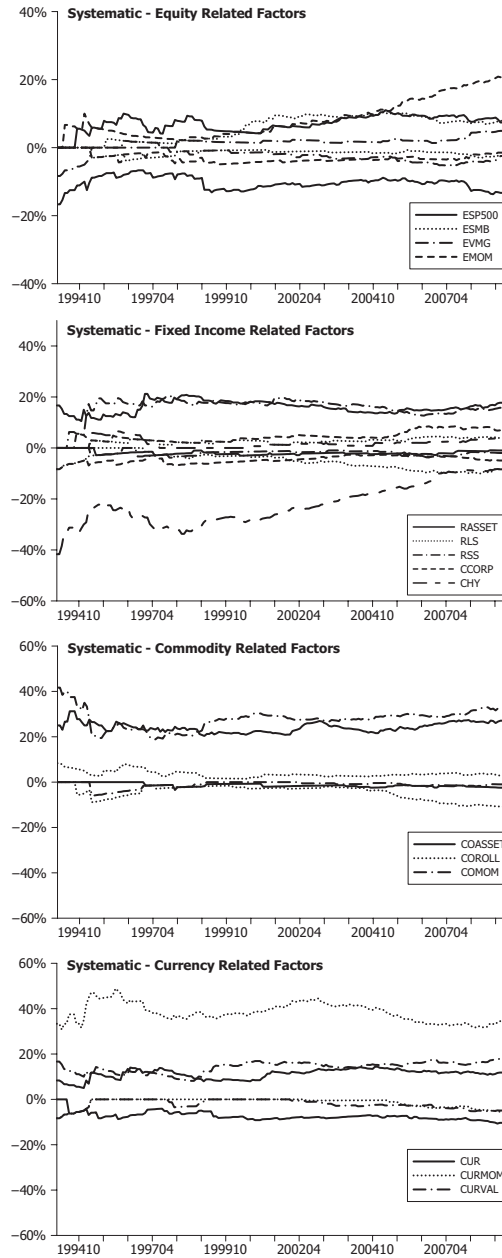 Systematic - Equity Related Factors
40%
20%
0%
−20%
−40%
199410 199704 199910 200204 200410 200704
ESP500
ESMB
EVMG
EMOM
Systematic - Fixed Income Related Factors
40%
20%
0%
−20%
−40%
−60%
199410 199704 199910 200204 200410 200704
RASSET
RLS
RSS
CCORP
CHY
Systematic - Commodity Related Factors
60%
40%
20%
0%
−20%
−40%
−60%
199410 199704 199910 200204 200410 200704
COASSET
COROLL
COMOM
Systematic - Currency Related Factors
60%
40%
20%
0%
−20%
−40%
−60%
199410 199704 199910 200204 200410 200704
CUR
CURMOM
CURVAL